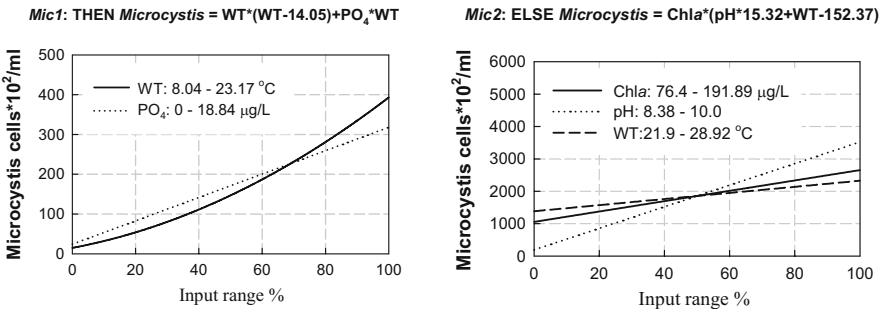 Mic1: THEN Microcystis = WT*(WT-14.05)+PO₄*WT
Microcystis cells*10²/ml
500
400
300
200
100
0
WT: 8.04 - 23.17 °C
PO₄: 0 - 18.84 µg/L
0 20 40 60 80 100
Input range %
Mic2: ELSE Microcystis = Chla*(pH*15.32+WT-152.37)
Microcystis cells*10²/ml
6000
5000
4000
3000
2000
1000
0
Chla: 76.4 - 191.89 µg/L
pH: 8.38 - 10.0
WT:21.9 - 28.92 °C
0 20 40 60 80 100
Input range %